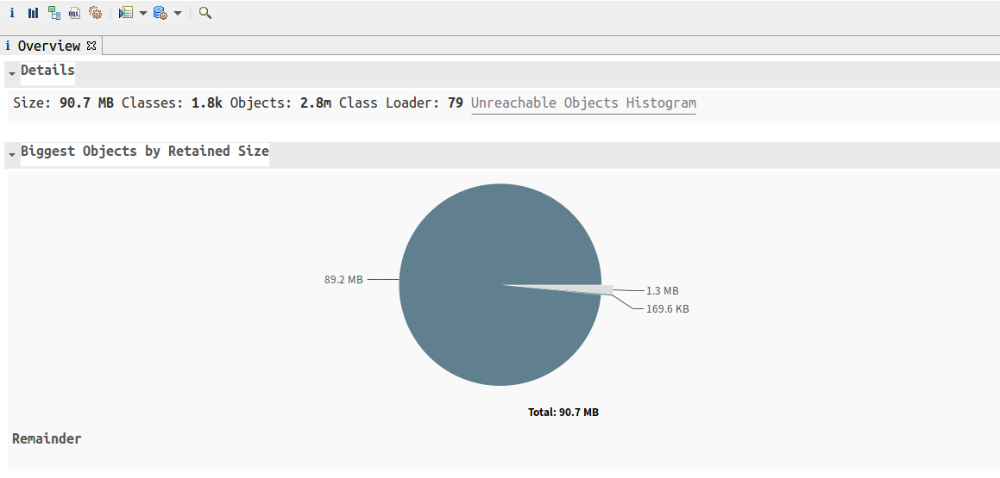 i OQL
i Overview
Details
Size: 90.7 MB Classes: 1.8k Objects: 2.8m Class Loader: 79 Unreachable Objects Histogram
Biggest Objects by Retained Size
89.2 MB
1.3 MB
169.6 KB
Total: 90.7 MB
Remainder